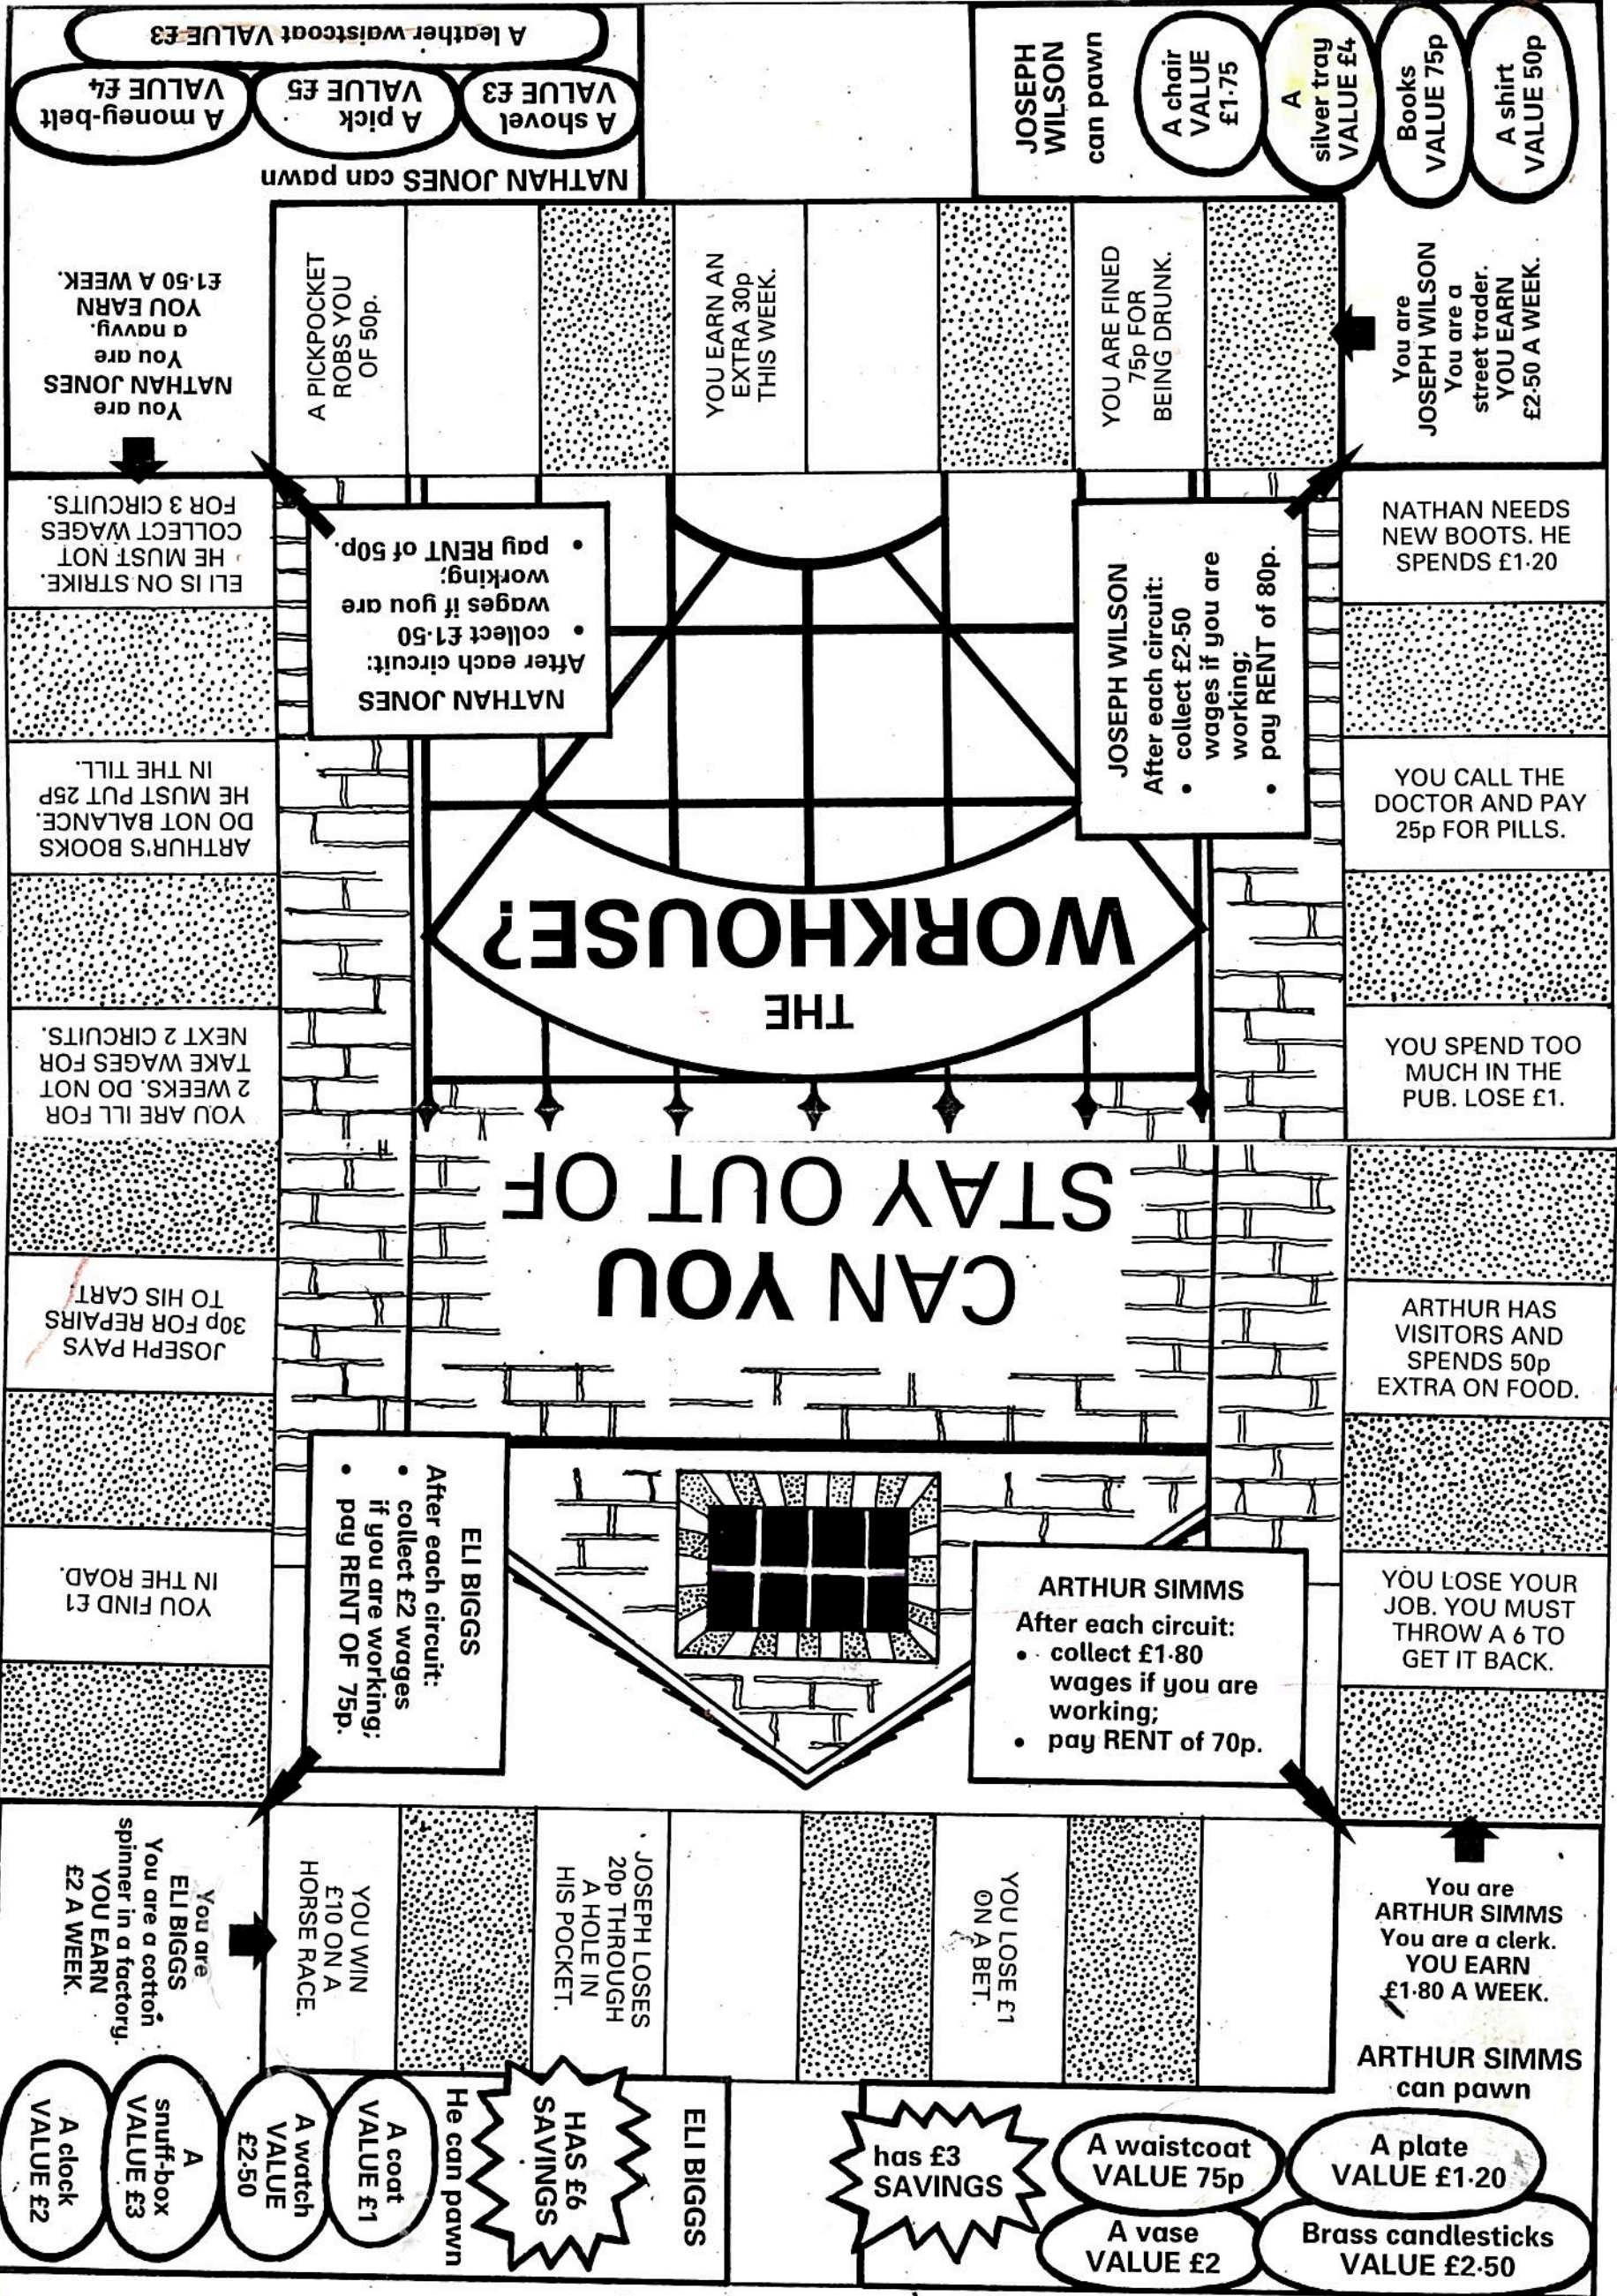 CAN YOU
STAY OUT OF
THE
WORKHOUSE?
A leather waistcoat VALUE £3
A money-belt
VALUE £4
A pick
VALUE £5
A shovel
VALUE £3
NATHAN JONES can pawn
You are
NATHAN JONES
You are
a navvy.
YOU EARN
£1·50 A WEEK.
NATHAN JONES
After each circuit:
• collect £1·50
wages if you are
working;
• pay RENT of 50p.
JOSEPH
WILSON
can pawn
A chair
VALUE
£1·75
A
silver tray
VALUE £4
Books
VALUE 75p
A shirt
VALUE 50p
You are
JOSEPH WILSON
You are a
street trader.
YOU EARN
£2·50 A WEEK.
JOSEPH WILSON
After each circuit:
• collect £2·50
wages if you are
working;
• pay RENT of 80p.
A PICKPOCKET
ROBS YOU
OF 50p.
YOU EARN AN
EXTRA 30p
THIS WEEK.
YOU ARE FINED
75p FOR
BEING DRUNK.
NATHAN NEEDS
NEW BOOTS. HE
SPENDS £1·20
YOU CALL THE
DOCTOR AND PAY
25p FOR PILLS.
YOU SPEND TOO
MUCH IN THE
PUB. LOSE £1.
ARTHUR HAS
VISITORS AND
SPENDS 50p
EXTRA ON FOOD.
YOU LOSE YOUR
JOB. YOU MUST
THROW A 6 TO
GET IT BACK.
ELI IS ON STRIKE.
HE MUST NOT
COLLECT WAGES
FOR 3 CIRCUITS.
ARTHUR'S BOOKS
DO NOT BALANCE.
HE MUST PUT 25P
IN THE TILL.
YOU ARE ILL FOR
2 WEEKS. DO NOT
TAKE WAGES FOR
NEXT 2 CIRCUITS.
JOSEPH PAYS
30p FOR REPAIRS
TO HIS CART
YOU FIND £1
IN THE ROAD.
ELI BIGGS
After each circuit:
• collect £2 wages
if you are working;
• pay RENT OF 75p.
ARTHUR SIMMS
After each circuit:
• collect £1·80
wages if you are
working;
• pay RENT of 70p.
You are
ELI BIGGS
You are a cotton
spinner in a factory.
YOU EARN
£2 A WEEK.
YOU WIN
£10 ON A
HORSE RACE.
JOSEPH LOSES
20p THROUGH
A HOLE IN
HIS POCKET.
YOU LOSE £1
ON A BET.
You are
ARTHUR SIMMS
You are a clerk.
YOU EARN
£1·80 A WEEK.
ARTHUR SIMMS
can pawn
A plate
VALUE £1·20
Brass candlesticks
VALUE £2·50
A waistcoat
VALUE 75p
A vase
VALUE £2
has £3
SAVINGS
ELI BIGGS
HAS £6
SAVINGS
He can pawn
A coat
VALUE £1
A watch
VALUE
£2·50
A
snuff-box
VALUE £3
A clock
VALUE £2